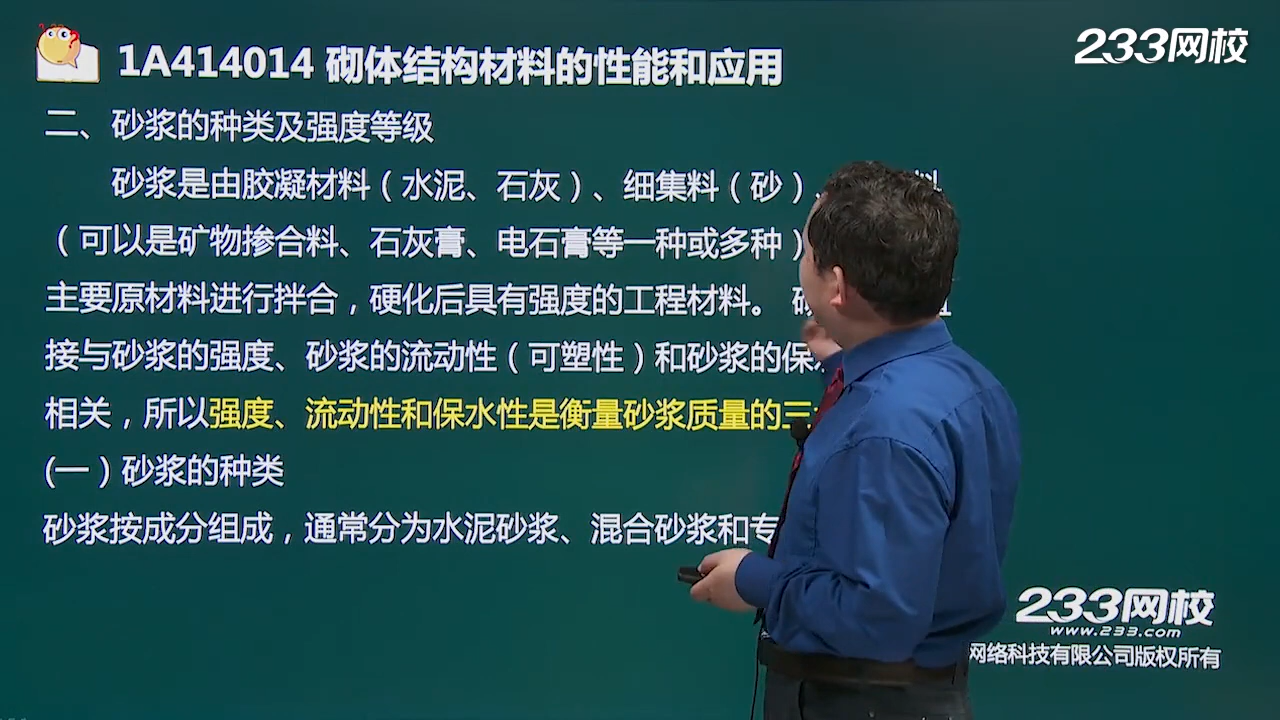 233网校
1A414014 砌体结构材料的性能和应用
二、砂浆的种类及强度等级
砂浆是由胶凝材料（水泥、石灰）、细集料（砂）、料
（可以是矿物掺合料、石灰膏、电石膏等一种或多种）
主要原材料进行拌合，硬化后具有强度的工程材料。
接与砂浆的强度、砂浆的流动性（可塑性）和砂浆的保
相关，所以强度、流动性和保水性是衡量砂浆质量的三
(一）砂浆的种类
砂浆按成分组成，通常分为水泥砂浆、混合砂浆和专
233网校
www.233.com
网络科技有限公司版权所有